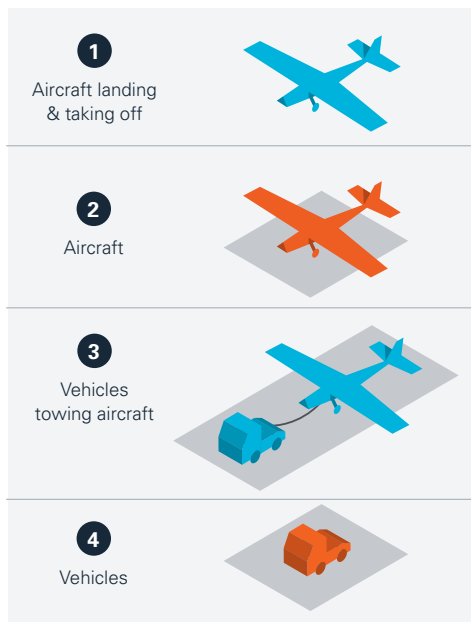 1
Aircraft landing
& taking off
2
Aircraft
3
Vehicles
towing aircraft
4
Vehicles